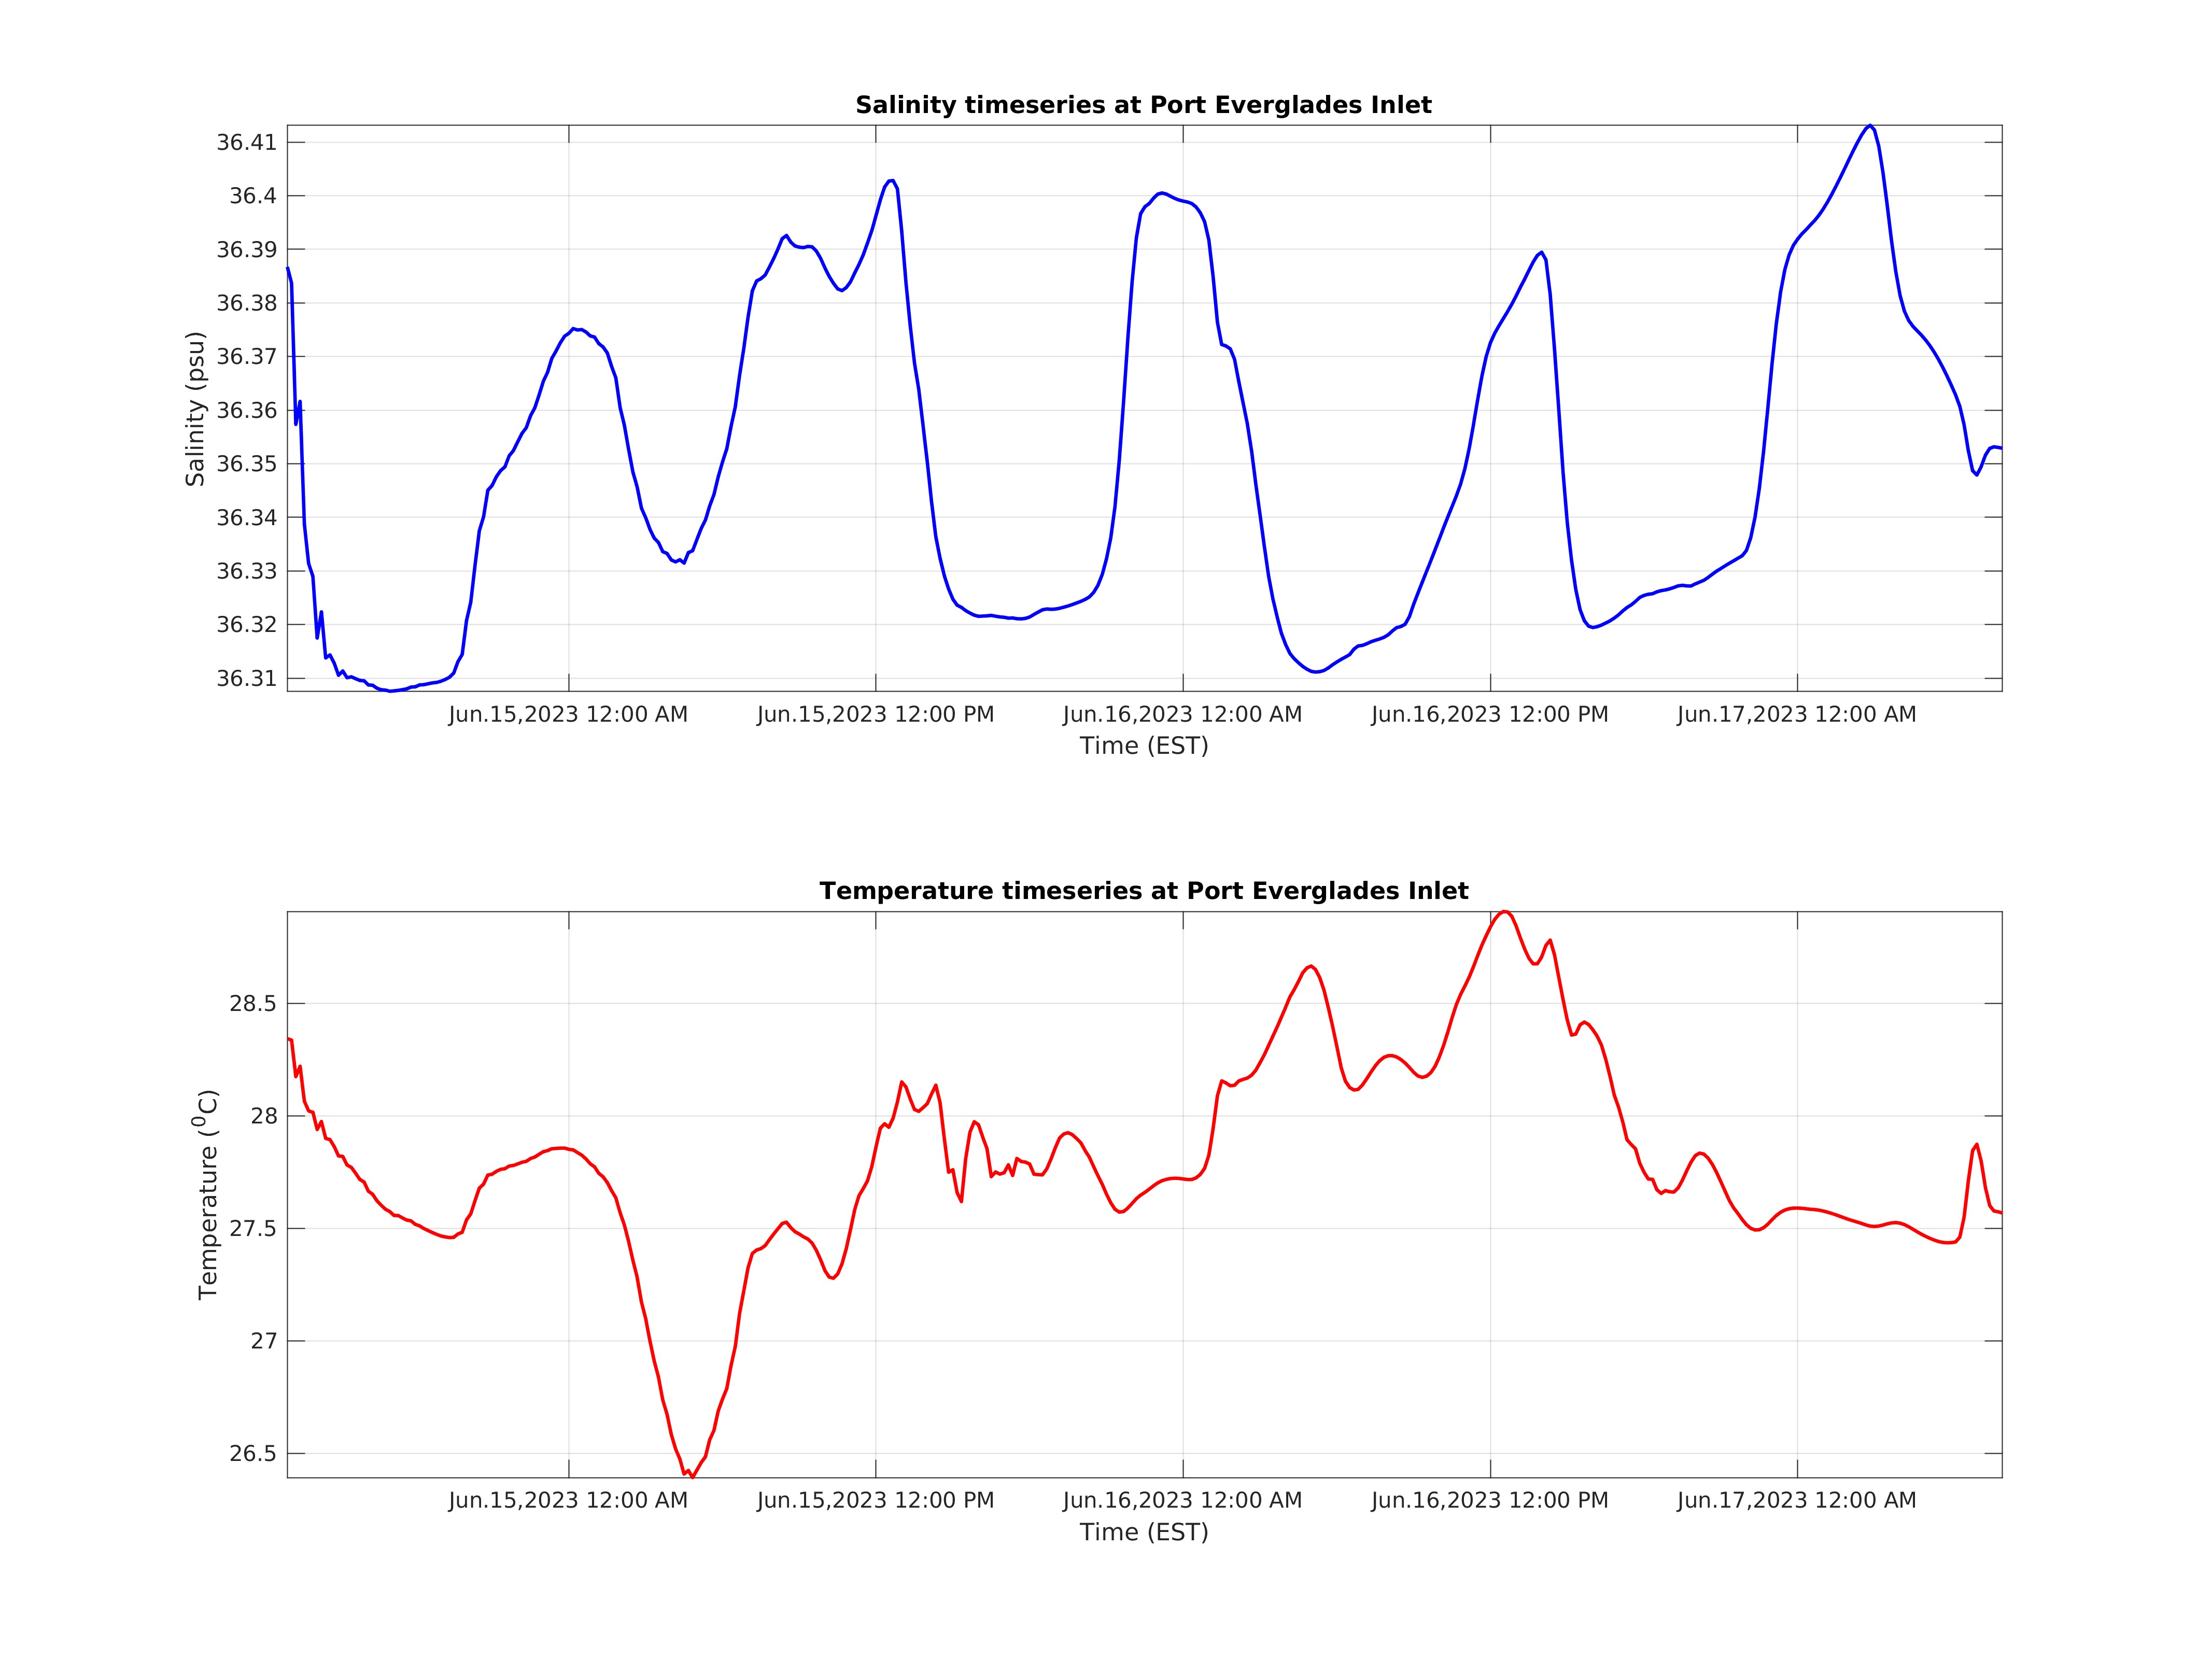 Salinity timeseries at Port Everglades Inlet
36.41
36.4
36.39
36.38
36.37
36.36
36.35
36.34
36.33
36.32
36.31
Salinity (psu)
Jun.15,2023 12:00 AM Jun.15,2023 12:00 PM Jun.16,2023 12:00 AM Jun.16,2023 12:00 PM Jun.17,2023 12:00 AM
Time (EST)
Temperature timeseries at Port Everglades Inlet
28.5
28
27.5
27
26.5
Temperature (⁰C)
Jun.15,2023 12:00 AM Jun.15,2023 12:00 PM Jun.16,2023 12:00 AM Jun.16,2023 12:00 PM Jun.17,2023 12:00 AM
Time (EST)